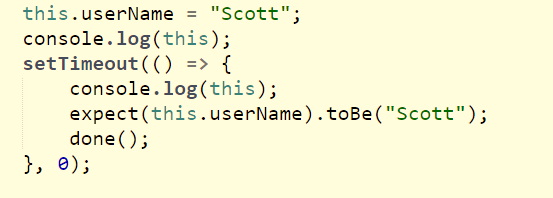 this.userName = "Scott";
console.log(this);
setTimeout(() => {
    console.log(this);
    expect(this.userName).toBe("Scott");
    done();
}, 0);